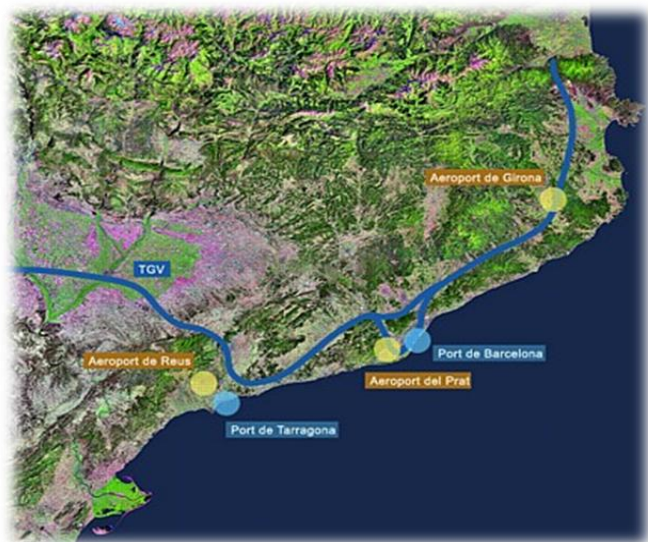 Aeroport de Girona
TGV
Port de Barcelona
Aeroport de Reus
Aeroport del Prat
Port de Tarragona